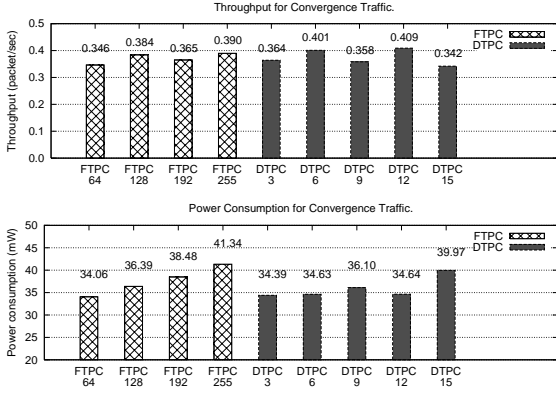 Throughput for Convergence Traffic.
Throughput (packet/sec)
0.5
0.4
0.3
0.2
0.1
0.0
0.346
0.384
0.365
0.390
0.364
0.401
0.358
0.409
0.342
FTPC
DTPC
FTPC FTPC FTPC FTPC DTPC DTPC DTPC DTPC DTPC
64 128 192 255 3 6 9 12 15
Power Consumption for Convergence Traffic.
Power consumption (mW)
50
45
40
35
30
25
20
34.06
36.39
38.48
41.34
34.39
34.63
36.10
34.64
39.97
FTPC
DTPC
FTPC FTPC FTPC FTPC DTPC DTPC DTPC DTPC DTPC
64 128 192 255 3 6 9 12 15